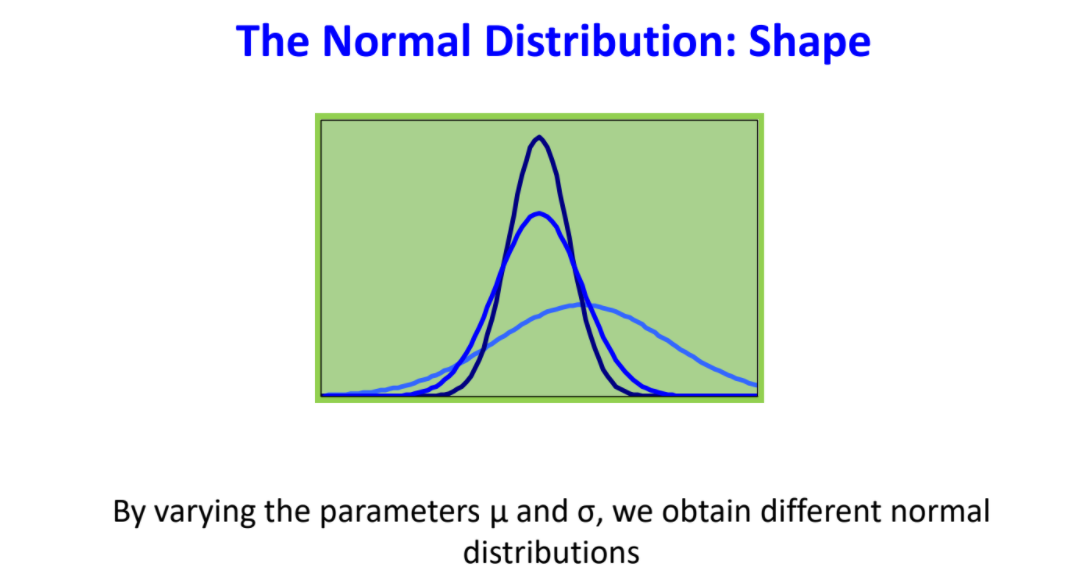 The Normal Distribution: Shape
By varying the parameters μ and σ, we obtain different normal
distributions